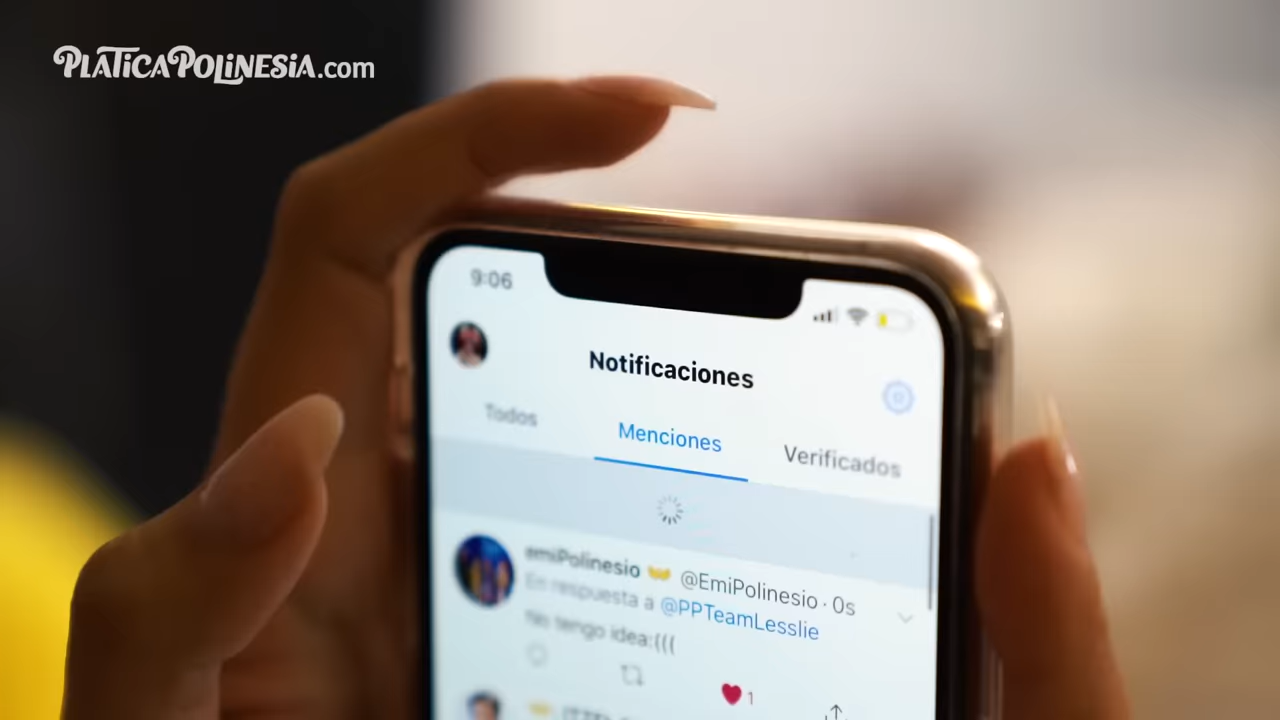 PLATICAPOLINESIA.com
9:06
Notificaciones
Todos Menciones Verificados
emiPolinesio @EmiPolinesio · 0s
En respuesta a @PPTeamLesslie
No tengo idea:(((
1